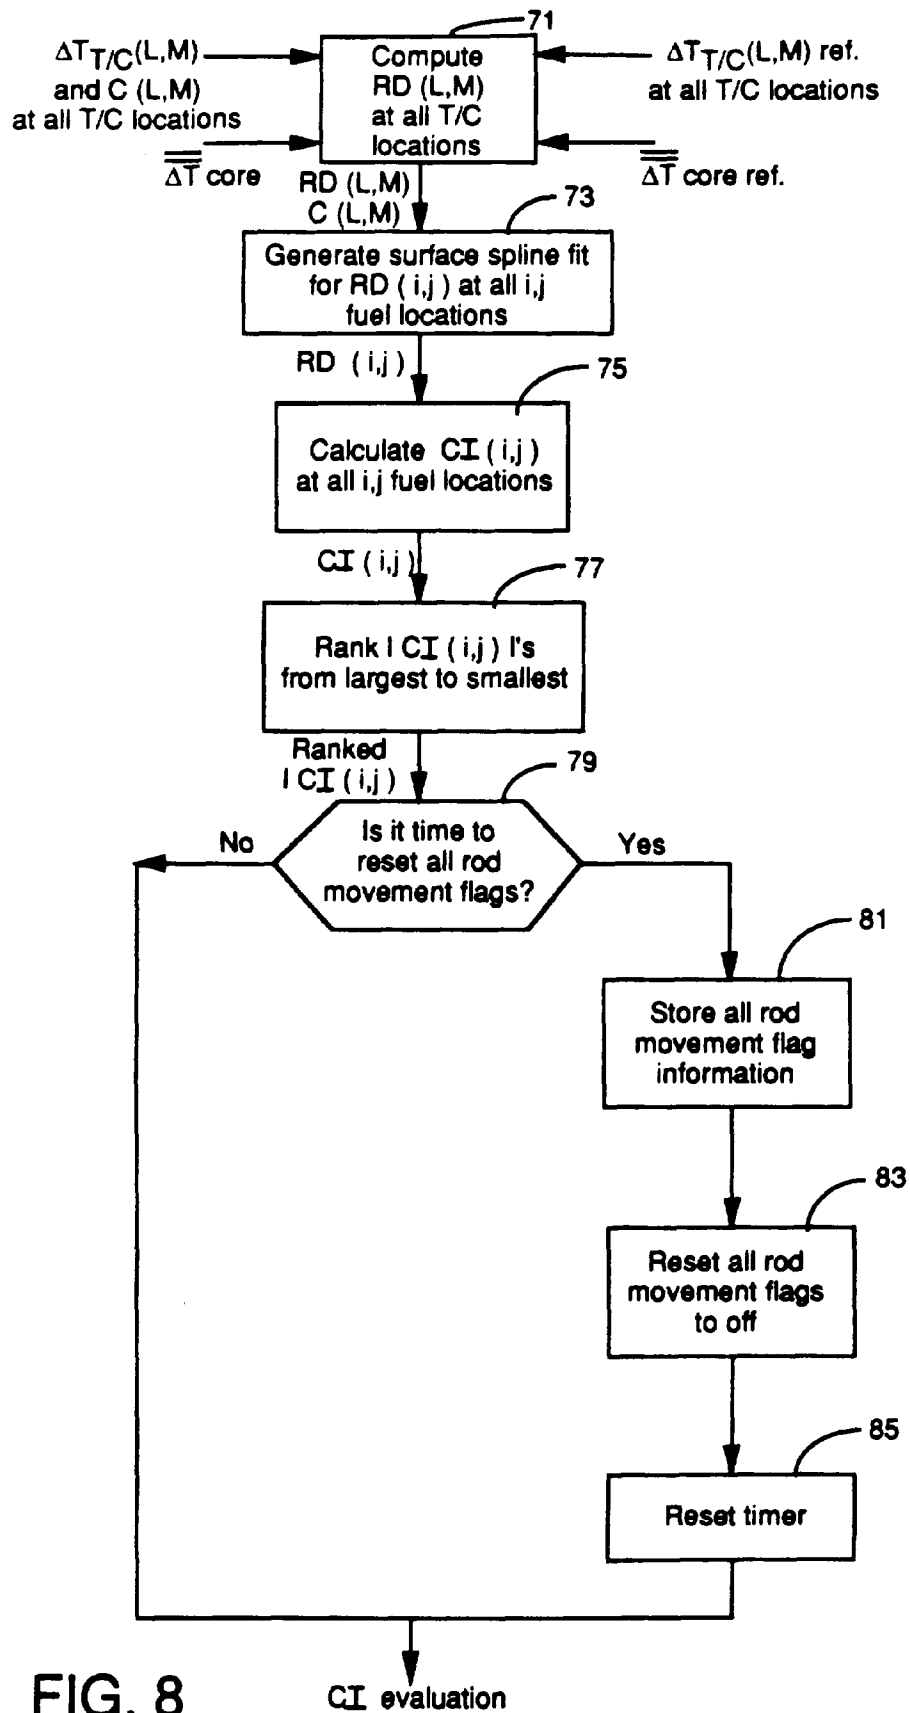 71
ΔT T/C (L,M)
and C (L,M)
at all T/C locations
ΔT core
Compute
RD (L,M)
at all T/C
locations
ΔT T/C (L,M) ref.
at all T/C locations
ΔT core ref.
RD (L,M)
C (L,M)
73
Generate surface spline fit
for RD ( i,j ) at all i,j
fuel locations
RD ( i,j )
75
Calculate CI ( i,j )
at all i,j fuel locations
CI ( i,j )
77
Rank I CI ( i,j ) I's
from largest to smallest
Ranked
I CI ( i,j )
79
Is it time to
reset all rod
movement flags?
No
Yes
81
Store all rod
movement flag
information
83
Reset all rod
movement flags
to off
85
Reset timer
CI evaluation
FIG. 8